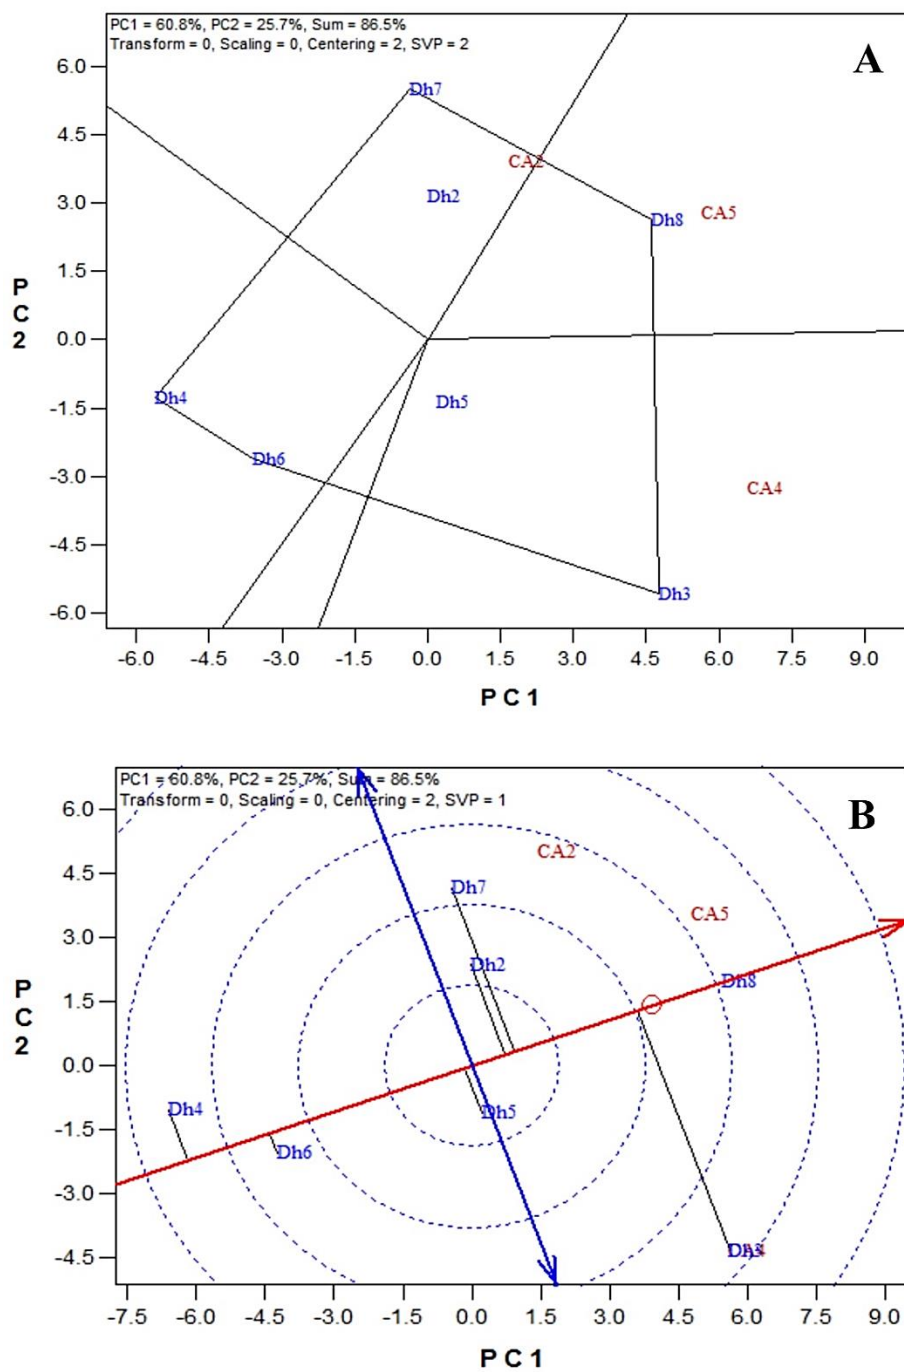 PC1 = 60.8%, PC2 = 25.7%, Sum = 86.5%
Transform = 0, Scaling = 0, Centering = 2, SVP = 2
A
6.0
Dh7
4.5
CA2
Dh2
3.0
Dh8
CA5
1.5
PC2
0.0
Dh4
-1.5
Dh5
Dh6
-3.0
CA4
-4.5
Dh3
-6.0
-6.0 -4.5 -3.0 -1.5 0.0 1.5 3.0 4.5 6.0 7.5 9.0
PC1
PC1 = 60.8%, PC2 = 25.7%, Sum = 86.5%
Transform = 0, Scaling = 0, Centering = 2, SVP = 1
B
6.0
CA2
4.5
Dh7
CA5
3.0
Dh2
Dh8
1.5
PC2
0.0
Dh4
Dh5
-1.5
Dh6
-3.0
-4.5
Dh3
-7.5 -6.0 -4.5 -3.0 -1.5 0.0 1.5 3.0 4.5 6.0 7.5 9.0
PC1